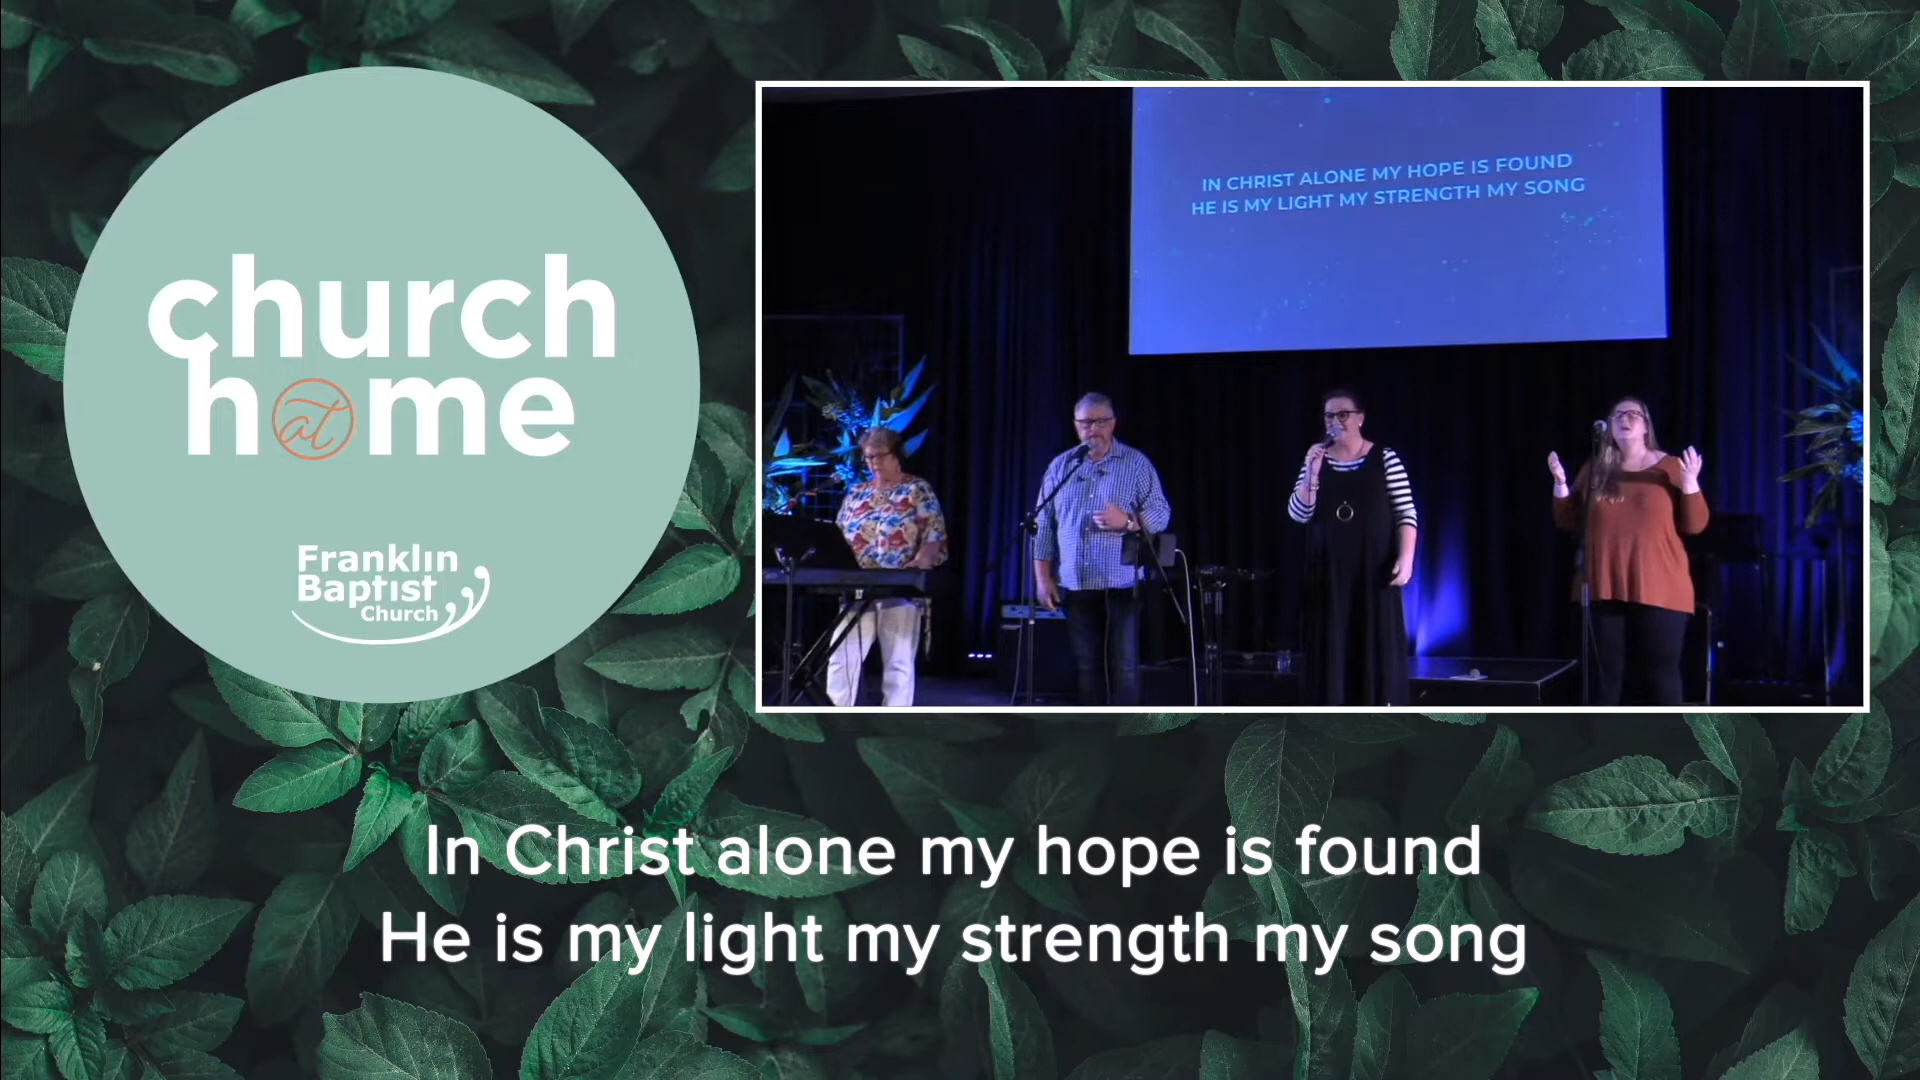 church
home
at
Franklin
Baptist
Church
IN CHRIST ALONE MY HOPE IS FOUND
HE IS MY LIGHT MY STRENGTH MY SONG
In Christ alone my hope is found
He is my light my strength my song